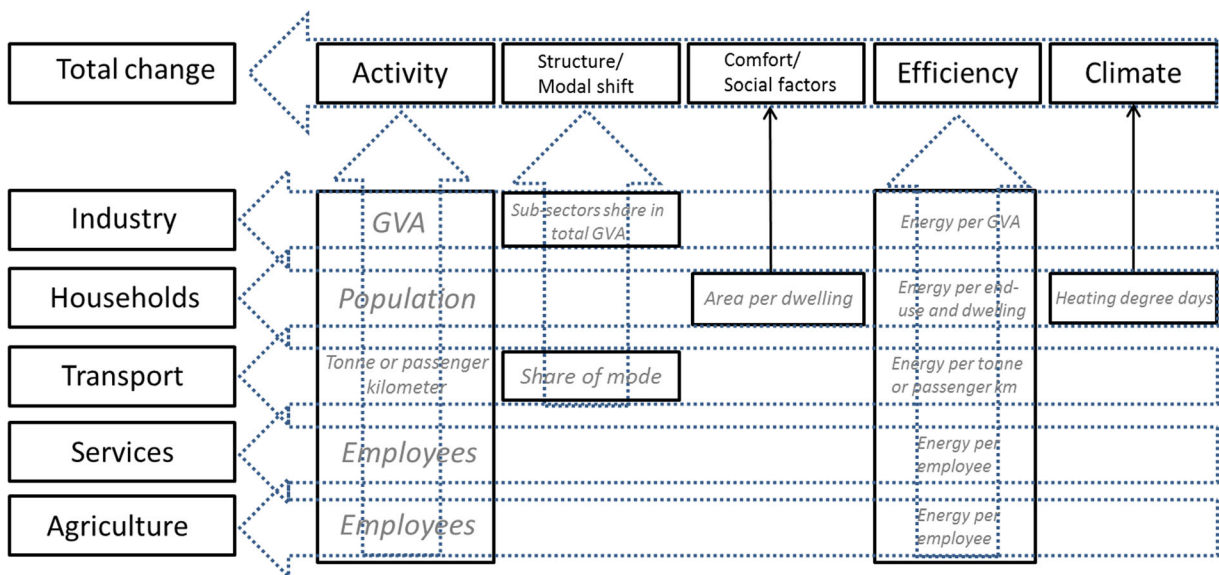 Total change
Activity
Structure/
Modal shift
Comfort/
Social factors
Efficiency
Climate
Industry
GVA
Sub-sectors share in
total GVA
Energy per GVA
Households
Population
Area per dwelling
Energy per end-
use and dwelling
Heating degree days
Transport
Tonne or passenger
kilometer
Share of mode
Energy per tonne
or passenger km
Services
Employees
Energy per
employee
Agriculture
Employees
Energy per
employee